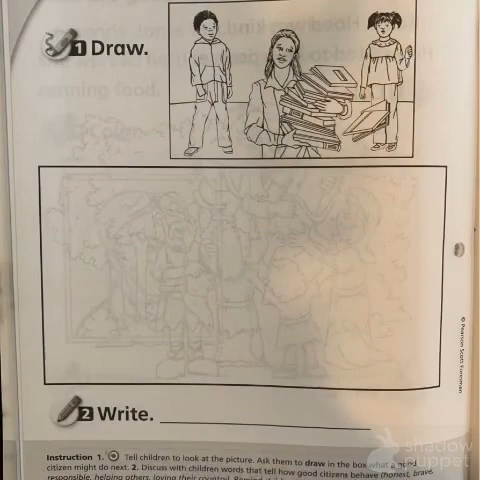 1 Draw.
© Pearson Scott Foresman
2 Write.
Instruction 1. Tell children to look at the picture. Ask them to draw in the box what a good
citizen might do next. 2. Discuss with children words that tell how good citizens behave (honest, brave,
responsible, helping others, loving their country).
shadow
puppet